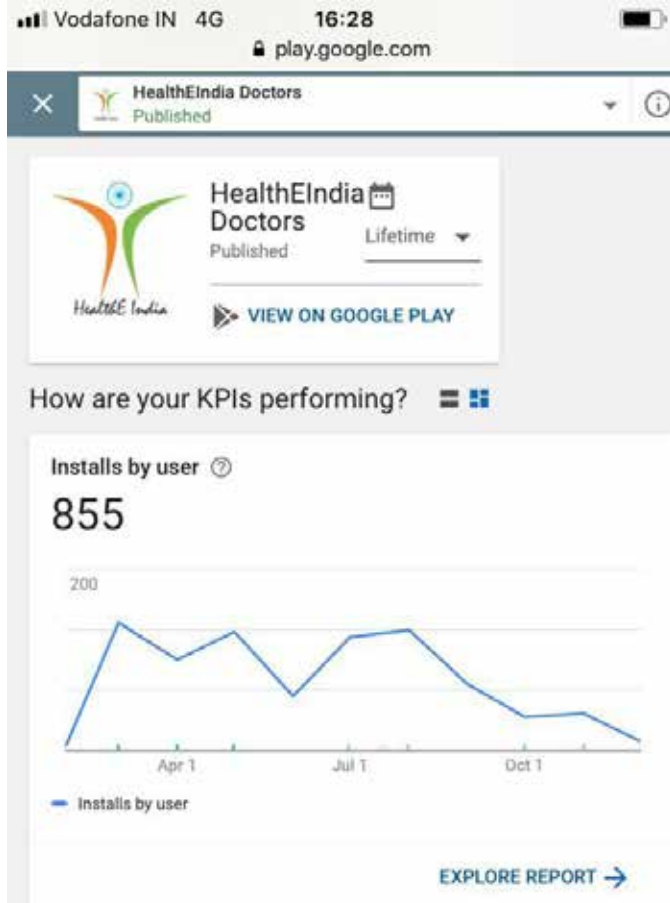 Vodafone IN 4G 16:28
play.google.com
HealthEIndia Doctors
Published
HealthEIndia
Doctors
Published
Lifetime
HealthE India
VIEW ON GOOGLE PLAY
How are your KPIs performing?
Installs by user
855
200
Apr 1 Jul 1 Oct 1
Installs by user
EXPLORE REPORT